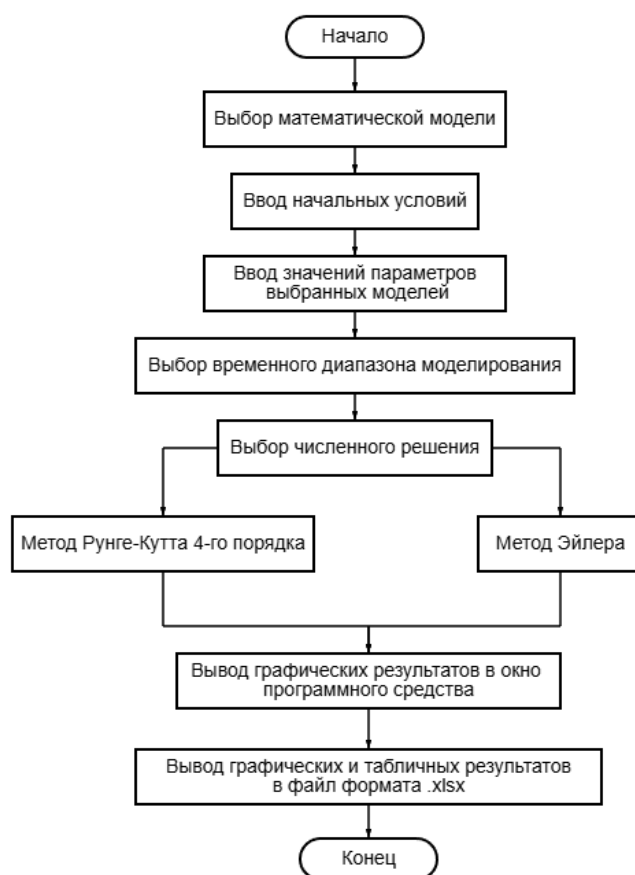 Начало
Выбор математической модели
Ввод начальных условий
Ввод значений параметров
выбранных моделей
Выбор временного диапазона моделирования
Выбор численного решения
Метод Рунге-Кутта 4-го порядка
Метод Эйлера
Вывод графических результатов в окно
программного средства
Вывод графических и табличных результатов
в файл формата .xlsx
Конец